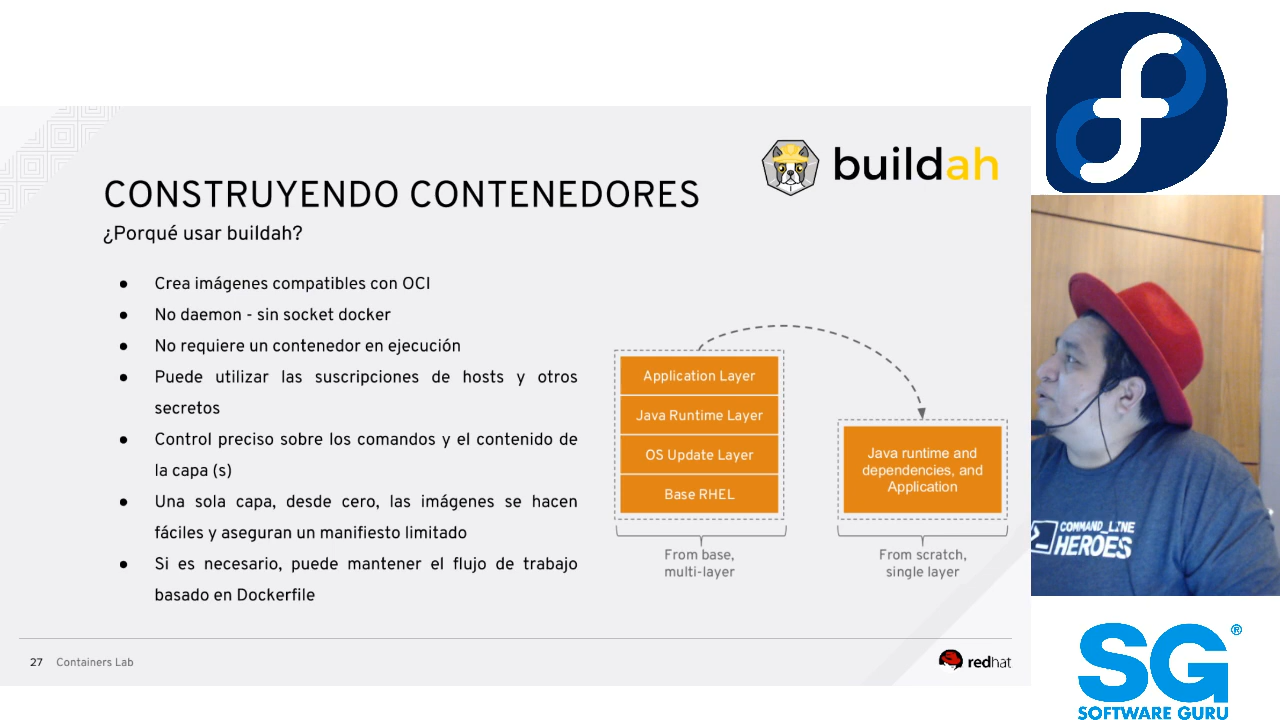 buildah
CONSTRUYENDO CONTENEDORES
¿Porqué usar buildah?
● Crea imágenes compatibles con OCI
● No daemon - sin socket docker
● No requiere un contenedor en ejecución
● Puede utilizar las suscripciones de hosts y otros
secretos
● Control preciso sobre los comandos y el contenido de
la capa (s)
● Una sola capa, desde cero, las imágenes se hacen
fáciles y aseguran un manifiesto limitado
● Si es necesario, puede mantener el flujo de trabajo
basado en Dockerfile
Application Layer
Java Runtime Layer
OS Update Layer
Base RHEL
From base,
multi-layer
Java runtime and
dependencies, and
Application
From scratch,
single layer
27 Containers Lab
redhat
COMMAND_LINE
HEROES
SG®
SOFTWARE GURU